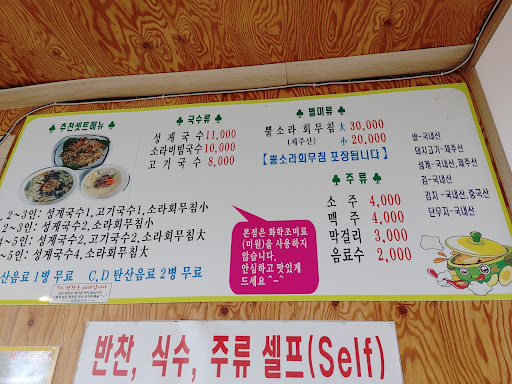 ♣ 추천셋트메뉴 ♣
, 2~3인: 성게국수1, 고기국수1, 소라회무침小
, 2~3인: 성게국수2, 소라회무침小
4~5인: 성게국수2, 고기국수2, 소라회무침大
~5인: 성게국수4, 소라회무침大
산음료 1병 무료 C,D 탄산음료 2병 무료
♣ 국수류 ♣
성게국수 11,000
소라비빔국수 10,000
고기국수 8,000
♣ 별미류 ♣
뿔소라회무침 大 30,000
(제주산) 小 20,000
【뿔소라회무침 포장됩니다】
♣ 주류 ♣
소주 4,000
맥주 4,000
막걸리 3,000
음료수 2,000
본점은 화학조미료
(미원)을 사용하지
않습니다.
안심하고 맛있게
드세요 ^-^
쌀-국내산
돼지고기-제주산
성게-국내산,제주산
김-국내산
김치-국내산,중국산
단무지-국내산
반찬, 식수, 주류 셀프(Self)